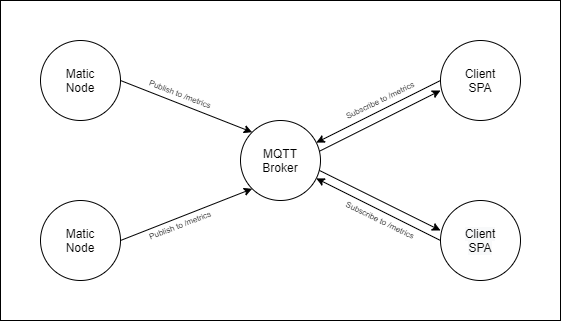 Matic
Node
Publish to /metrics
Client
SPA
Subscribe to /metrics
MQTT
Broker
Matic
Node
Publish to /metrics
Client
SPA
Subscribe to /metrics